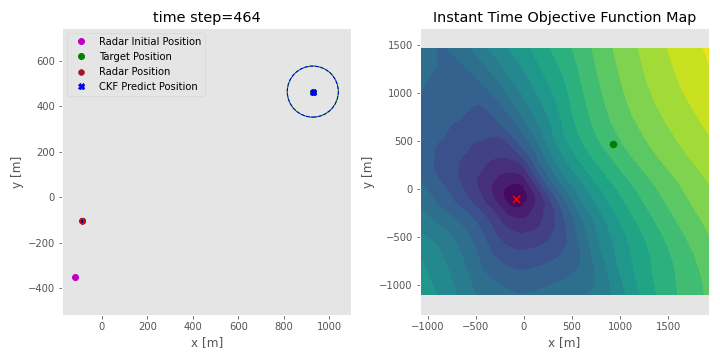 time step=464
Radar Initial Position
Target Position
Radar Position
CKF Predict Position
600
400
200
0
−200
−400
y [m]
0
200
400
600
800
1000
x [m]
Instant Time Objective Function Map
1500
1000
500
0
−500
−1000
y [m]
−1000
−500
0
500
1000
1500
x [m]